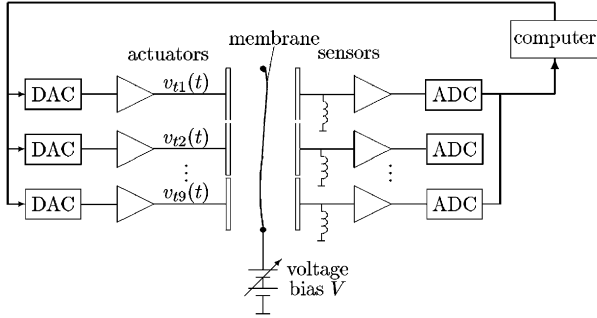 computer
membrane
actuators
sensors
DAC
v_{t1}(t)
ADC
DAC
v_{t2}(t)
ADC
DAC
v_{t9}(t)
ADC
voltage
bias V